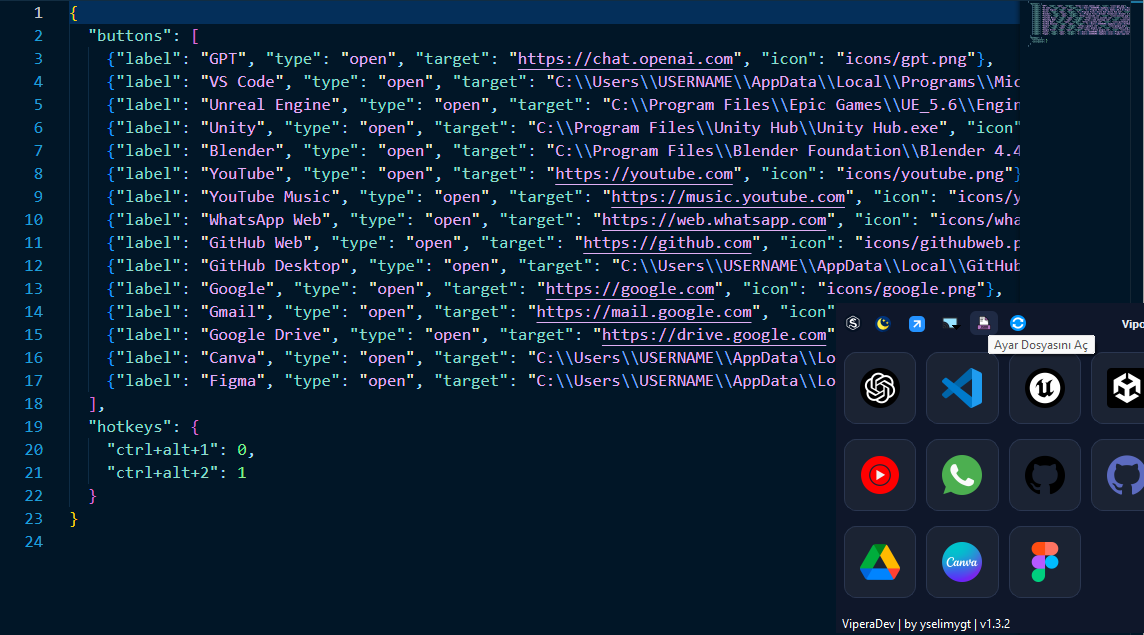 1 {
2 "buttons": [
3 {"label": "GPT", "type": "open", "target": "https://chat.openai.com", "icon": "icons/gpt.png"},
4 {"label": "VS Code", "type": "open", "target": "C:\\Users\\USERNAME\\AppData\\Local\\Programs\\Mic
5 {"label": "Unreal Engine", "type": "open", "target": "C:\\Program Files\\Epic Games\\UE_5.6\\Engin
6 {"label": "Unity", "type": "open", "target": "C:\\Program Files\\Unity Hub\\Unity Hub.exe", "icon"
7 {"label": "Blender", "type": "open", "target": "C:\\Program Files\\Blender Foundation\\Blender 4.4
8 {"label": "YouTube", "type": "open", "target": "https://youtube.com", "icon": "icons/youtube.png"}
9 {"label": "YouTube Music", "type": "open", "target": "https://music.youtube.com", "icon": "icons/y
10 {"label": "WhatsApp Web", "type": "open", "target": "https://web.whatsapp.com", "icon": "icons/wha
11 {"label": "GitHub Web", "type": "open", "target": "https://github.com", "icon": "icons/githubweb.p
12 {"label": "GitHub Desktop", "type": "open", "target": "C:\\Users\\USERNAME\\AppData\\Local\\GitHub
13 {"label": "Google", "type": "open", "target": "https://google.com", "icon": "icons/google.png"},
14 {"label": "Gmail", "type": "open", "target": "https://mail.google.com", "icon"
15 {"label": "Google Drive", "type": "open", "target": "https://drive.google.com"
16 {"label": "Canva", "type": "open", "target": "C:\\Users\\USERNAME\\AppData\\Lo
17 {"label": "Figma", "type": "open", "target": "C:\\Users\\USERNAME\\AppData\\Lo
18 ],
19 "hotkeys": {
20 "ctrl+alt+1": 0,
21 "ctrl+alt+2": 1
22 }
23 }
24
Vipe
Ayar Dosyasını Aç
Canva
ViperaDev | by yselimygt | v1.3.2